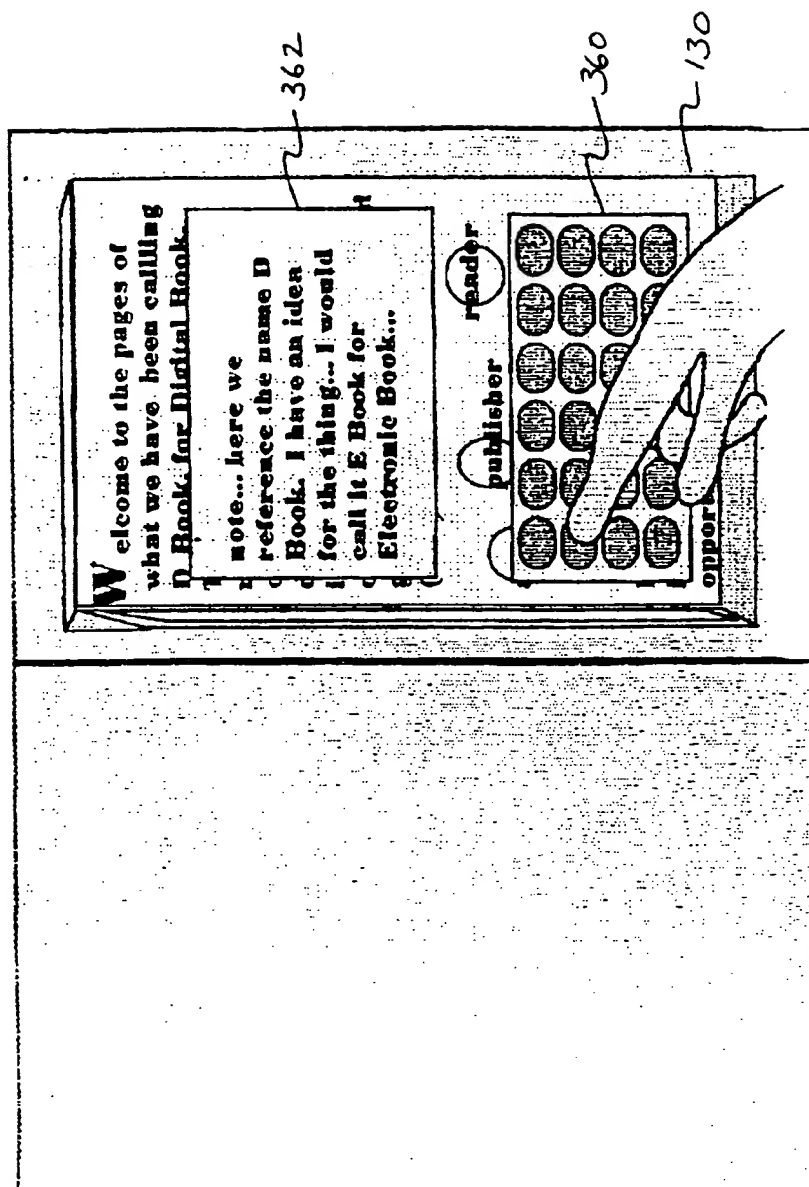 Welcome to the pages of
what we have been callling
D Book, for Digital Book.
note... here we
reference the name D
Book. I have an idea
for the thing... I would
call it E Book for
Electronic Book...
publisher
reader
oppor
362
360
130